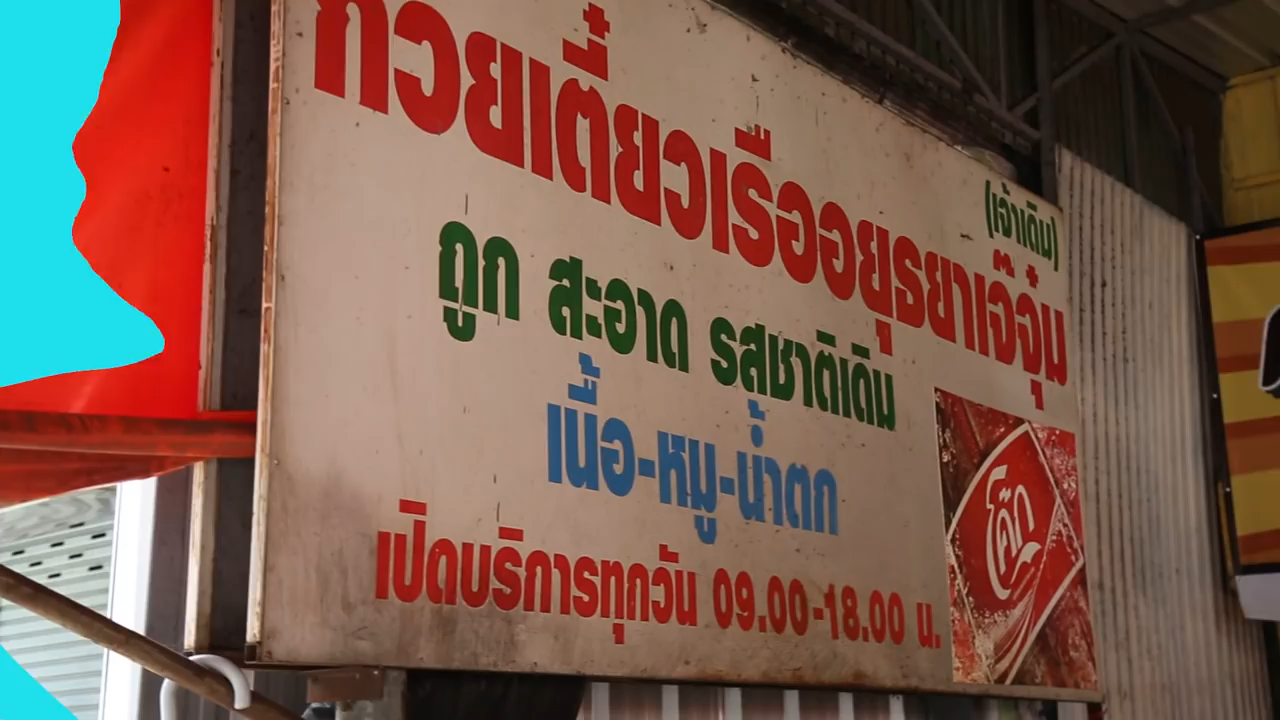 ก๋วยเตี๋ยวเรืออยุธยาเจ๊จุ๋ม
(เจ้าเดิม)
ถูก สะอาด รสชาติเดิม
เนื้อ-หมู-น้ำตก
เปิดบริการทุกวัน 09.00-18.00 น.
โค้ก